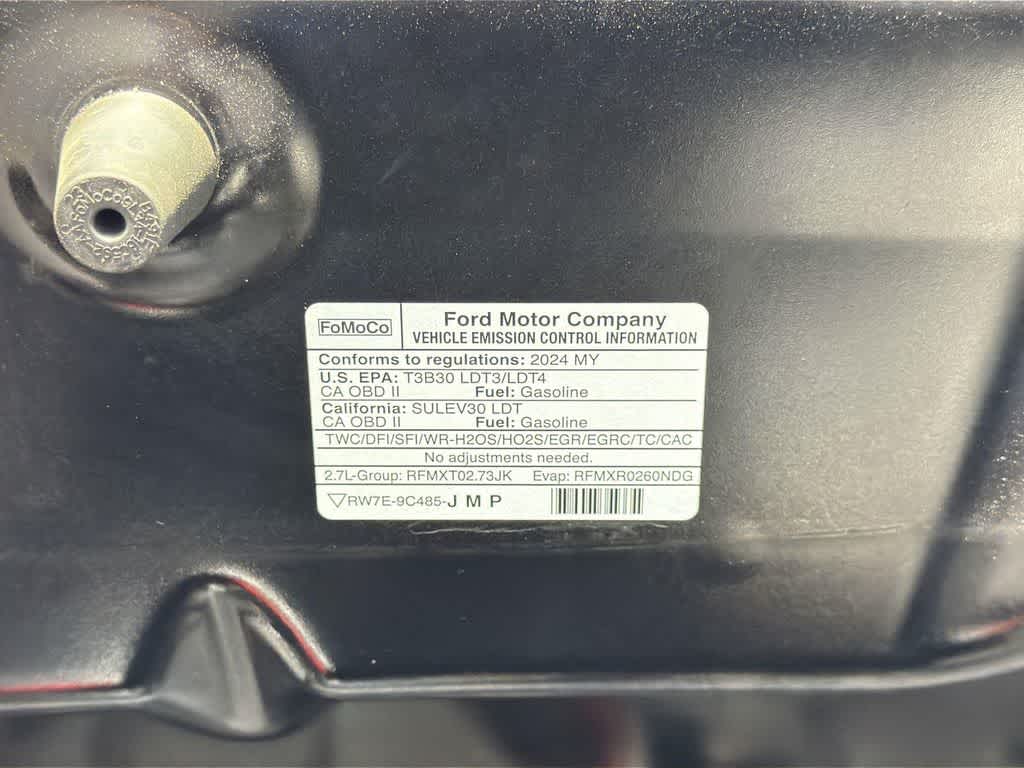 FoMoCo
Ford Motor Company
VEHICLE EMISSION CONTROL INFORMATION
Conforms to regulations: 2024 MY
U.S. EPA: T3B30 LDT3/LDT4
CA OBD II Fuel: Gasoline
California: SULEV30 LDT
CA OBD II Fuel: Gasoline
TWC/DFI/SFI/WR-H2OS/HO2S/EGR/EGRC/TC/CAC
No adjustments needed.
2.7L-Group: RFMXT02.73JK Evap: RFMXR0260NDG
RW7E-9C485-J M P